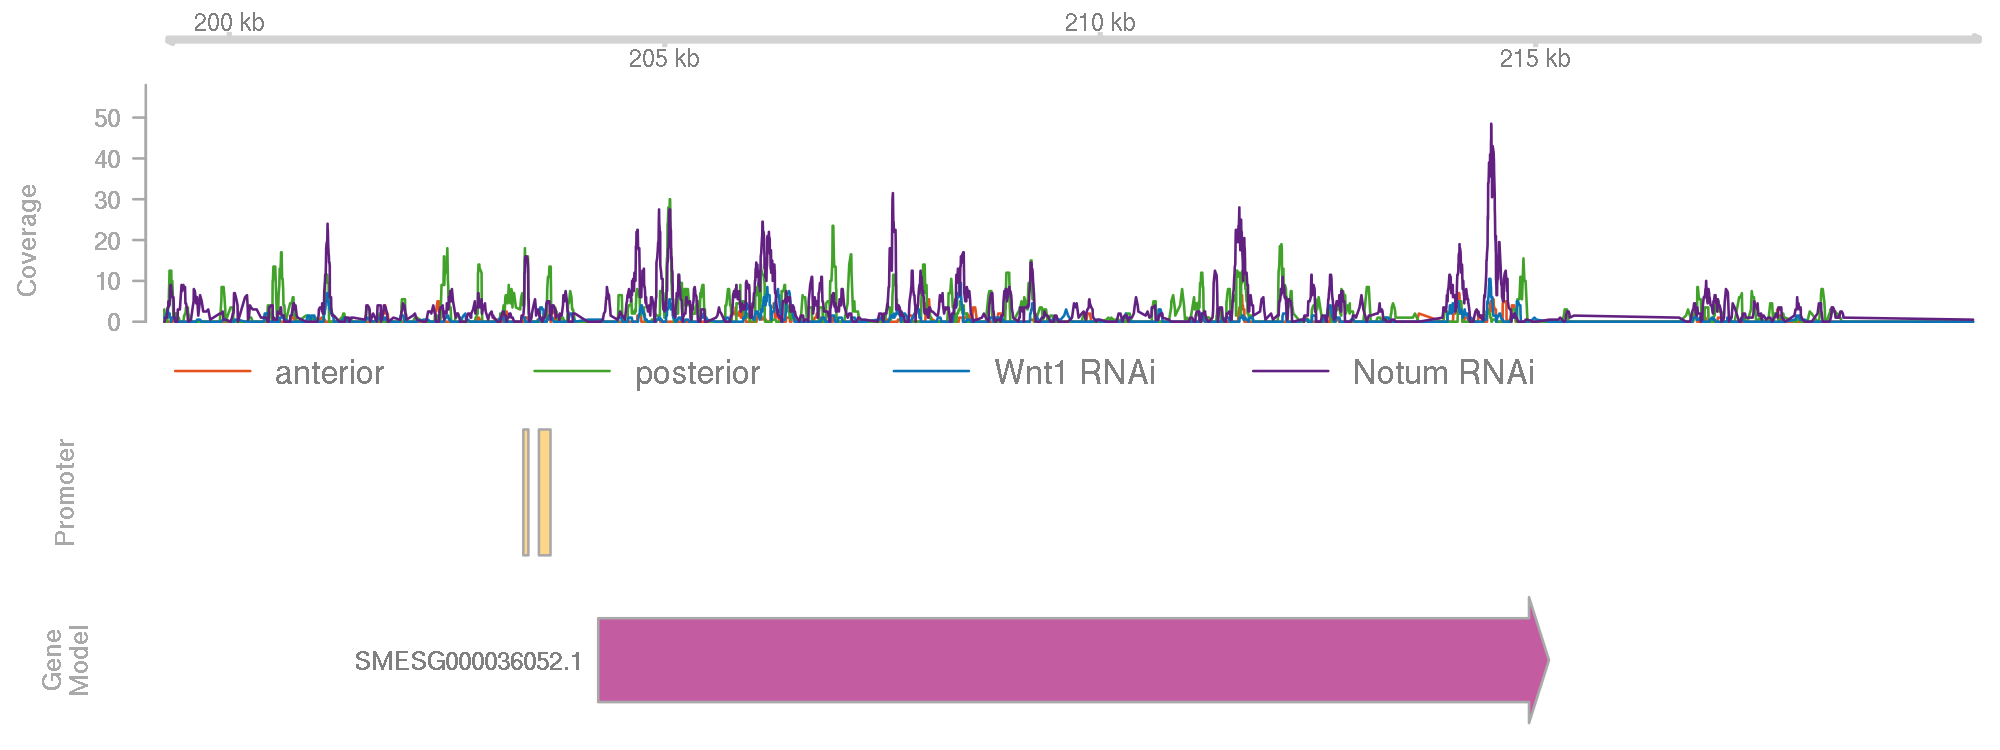 200 kb
210 kb
205 kb
215 kb
Coverage
50
40
30
20
10
0
anterior
posterior
Wnt1 RNAi
Notum RNAi
Promoter
Gene
Model
SMESG000036052.1